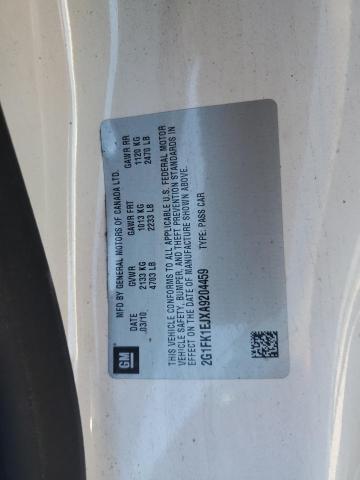 GM
MFD BY GENERAL MOTORS OF CANADA LTD.
DATE GVWR GAWR FRT GAWR RR
03/10 2133 KG 1013 KG 1120 KG
4703 LB 2233 LB 2470 LB
THIS VEHICLE CONFORMS TO ALL APPLICABLE U.S. FEDERAL MOTOR
VEHICLE SAFETY, BUMPER, AND THEFT PREVENTION STANDARDS IN
EFFECT ON THE DATE OF MANUFACTURE SHOWN ABOVE.
2G1FK1EJXA9204459 TYPE: PASS CAR